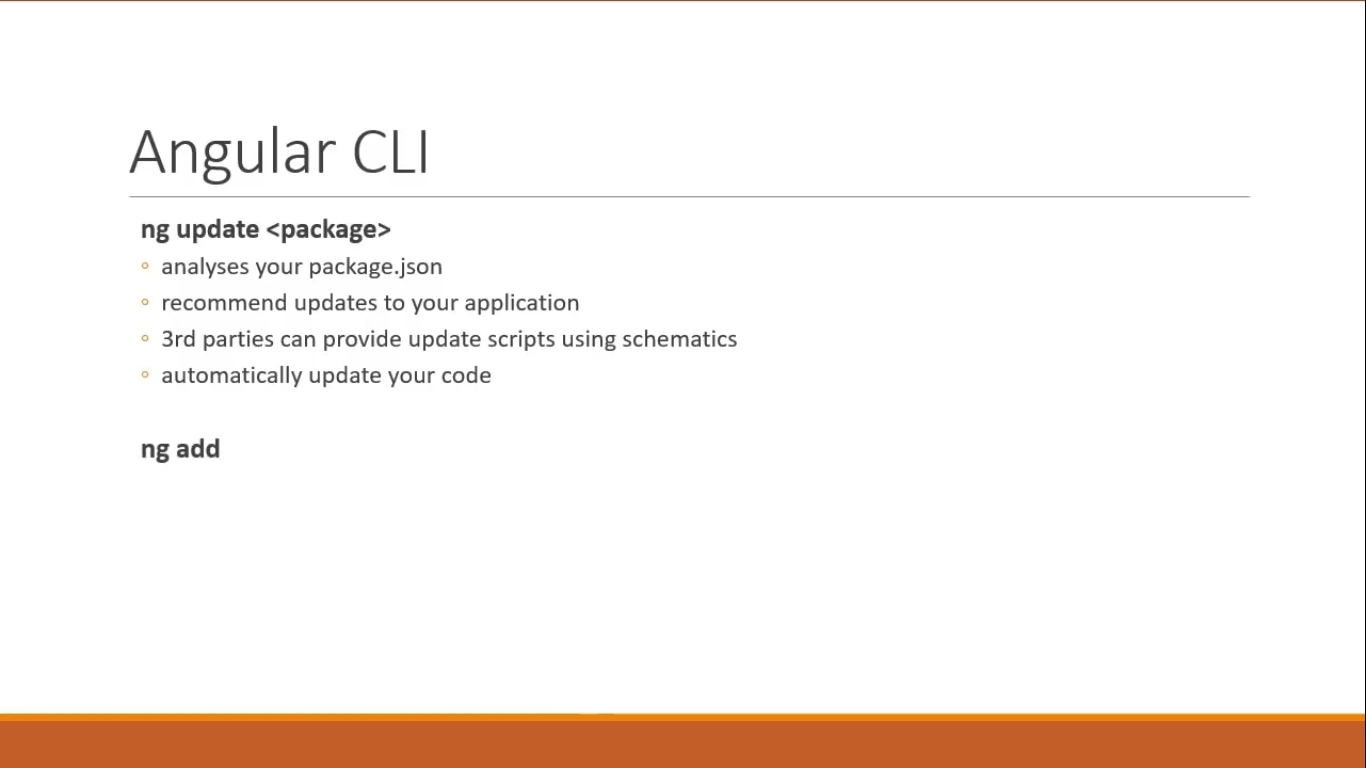 Angular CLI
ng update <package>
◦ analyses your package.json
◦ recommend updates to your application
◦ 3rd parties can provide update scripts using schematics
◦ automatically update your code
ng add